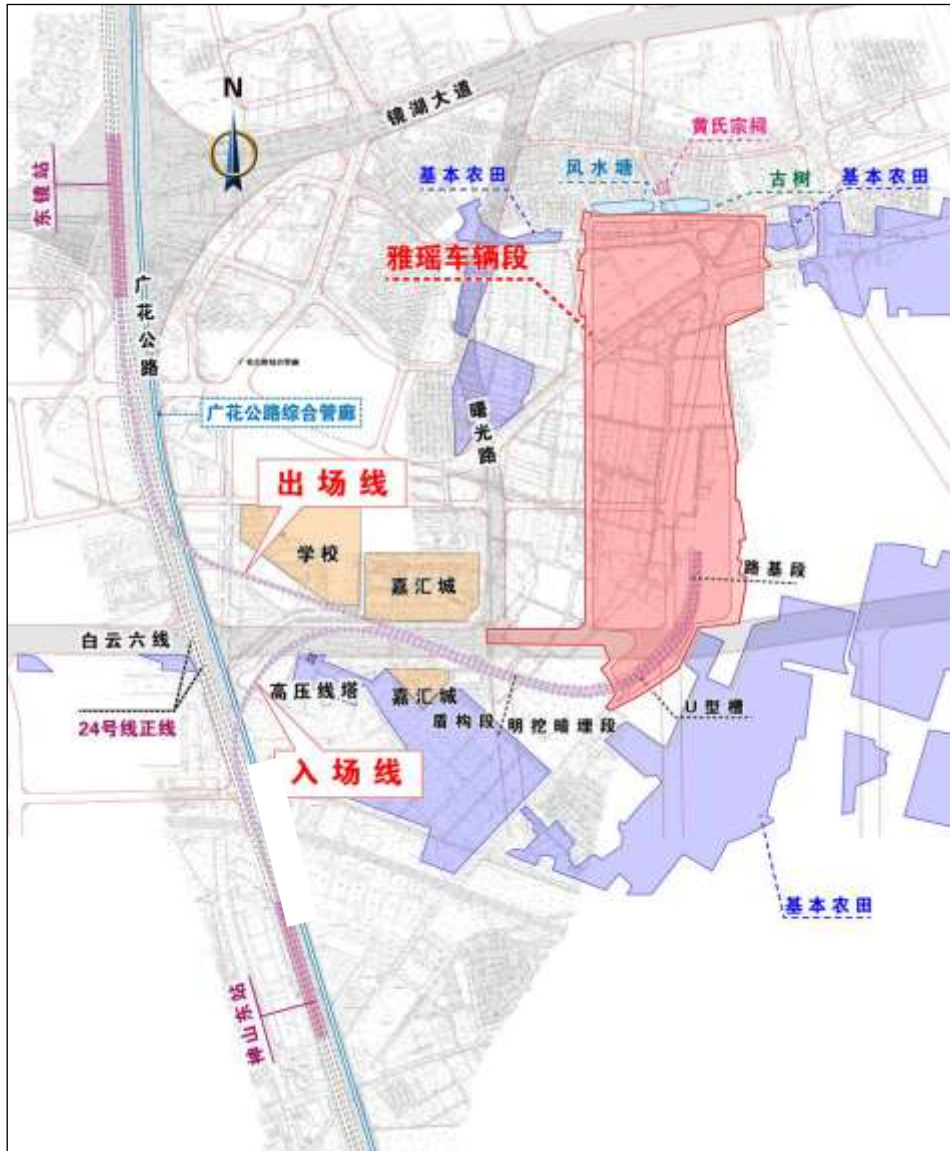 N
镜湖大道
黄氏宗祠
风水塘
基本农田
古树
基本农田
东镜站
雅瑶车辆段
广花公路
广花公路综合管廊
曙光路
出场线
学校
嘉汇城
路基段
白云六线
高压线塔
嘉汇城
U型槽
24号线正线
盾构段
明挖暗埋段
入场线
基本农田
神山东站